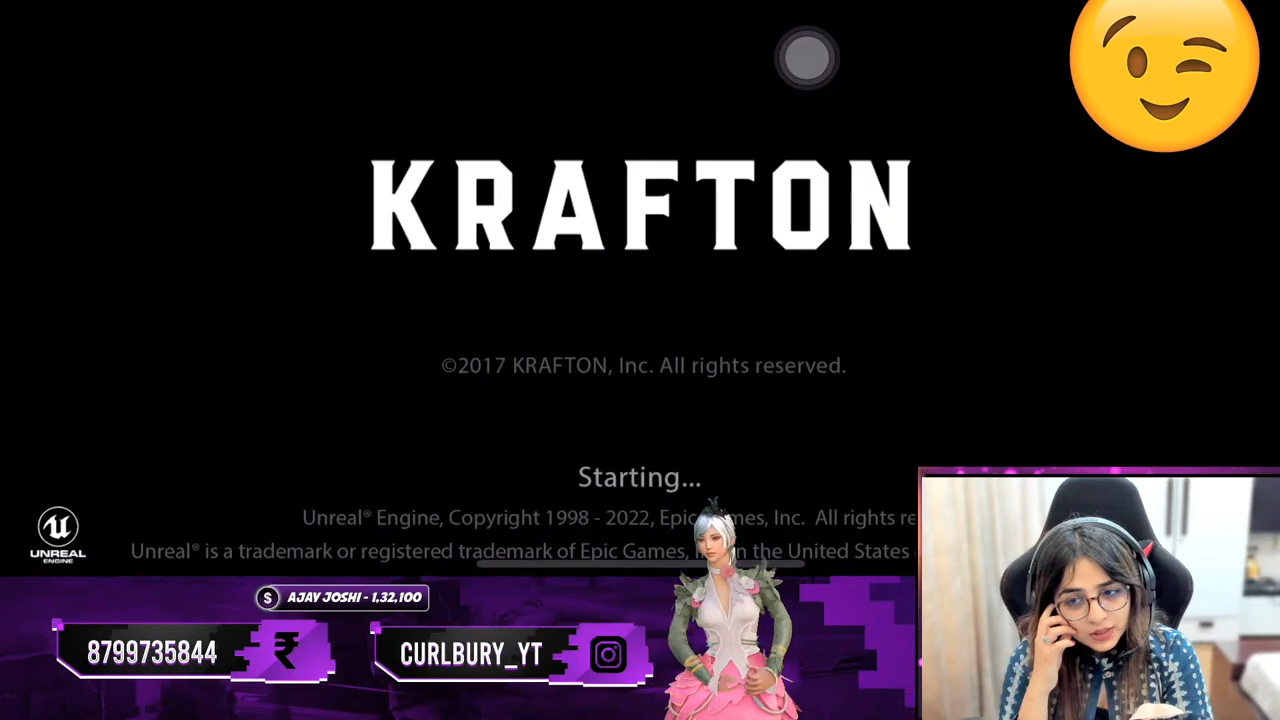 KRAFTON
©2017 KRAFTON, Inc. All rights reserved.
Starting...
Unreal® Engine, Copyright 1998 - 2022, Epic Games, Inc. All rights
Unreal® is a trademark or registered trademark of Epic Games, in the United States
UNREAL
ENGINE
$ AJAY JOSHI - 1,32,100
8799735844 ₹
CURLBURY_YT